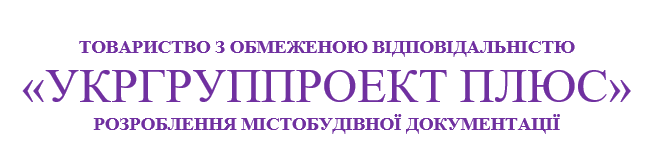 ТОВАРИСТВО З ОБМЕЖЕНОЮ ВІДПОВІДАЛЬНІСТЮ
«УКРГРУППРОЕКТ ПЛЮС»
РОЗРОБЛЕННЯ МІСТОБУДІВНОЇ ДОКУМЕНТАЦІЇ